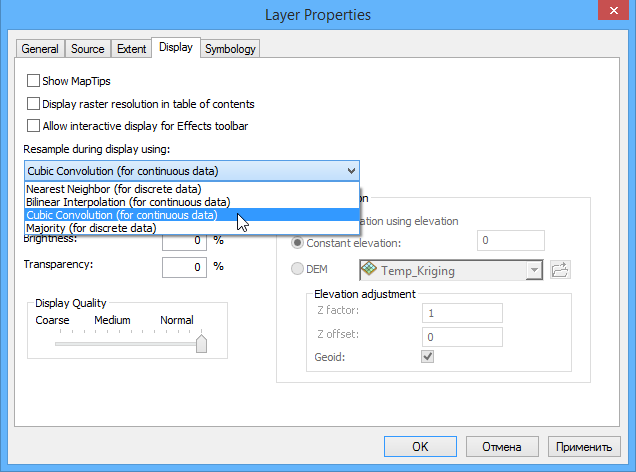 Layer Properties
General Source Extent Display Symbology
Show MapTips
Display raster resolution in table of contents
Allow interactive display for Effects toolbar
Resample during display using:
Cubic Convolution (for continuous data)
Nearest Neighbor (for discrete data)
Bilinear Interpolation (for continuous data)
Cubic Convolution (for continuous data)
Majority (for discrete data)
using elevation
Brightness: 0 %
Constant elevation: 0
Transparency: 0 %
DEM Temp_Kriging
Display Quality
Coarse Medium Normal
Elevation adjustment
Z factor: 1
Z offset: 0
Geoid:
OK Отмена Применить